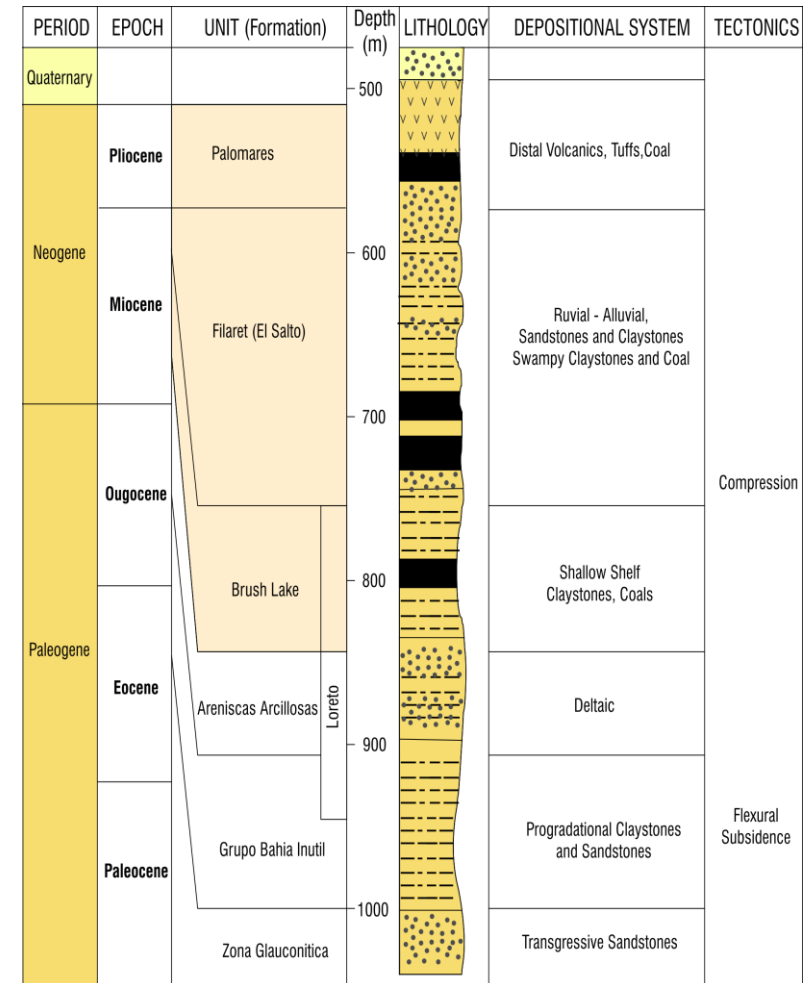 PERIOD
EPOCH
UNIT (Formation)
Depth
(m)
LITHOLOGY
DEPOSITIONAL SYSTEM
TECTONICS
Quaternary
Neogene
Paleogene
Pliocene
Miocene
Ougocene
Eocene
Paleocene
Palomares
Filaret (El Salto)
Brush Lake
Areniscas Arcillosas
Loreto
Grupo Bahia Inutil
Zona Glauconitica
500
600
700
800
900
1000
V V V
V V
V V V
V V
V V V
V V
V V V
Distal Volcanics, Tuffs,Coal
Ruvial - Alluvial,
Sandstones and Claystones
Swampy Claystones and Coal
Shallow Shelf
Claystones, Coals
Deltaic
Progradational Claystones
and Sandstones
Transgressive Sandstones
Compression
Flexural
Subsidence